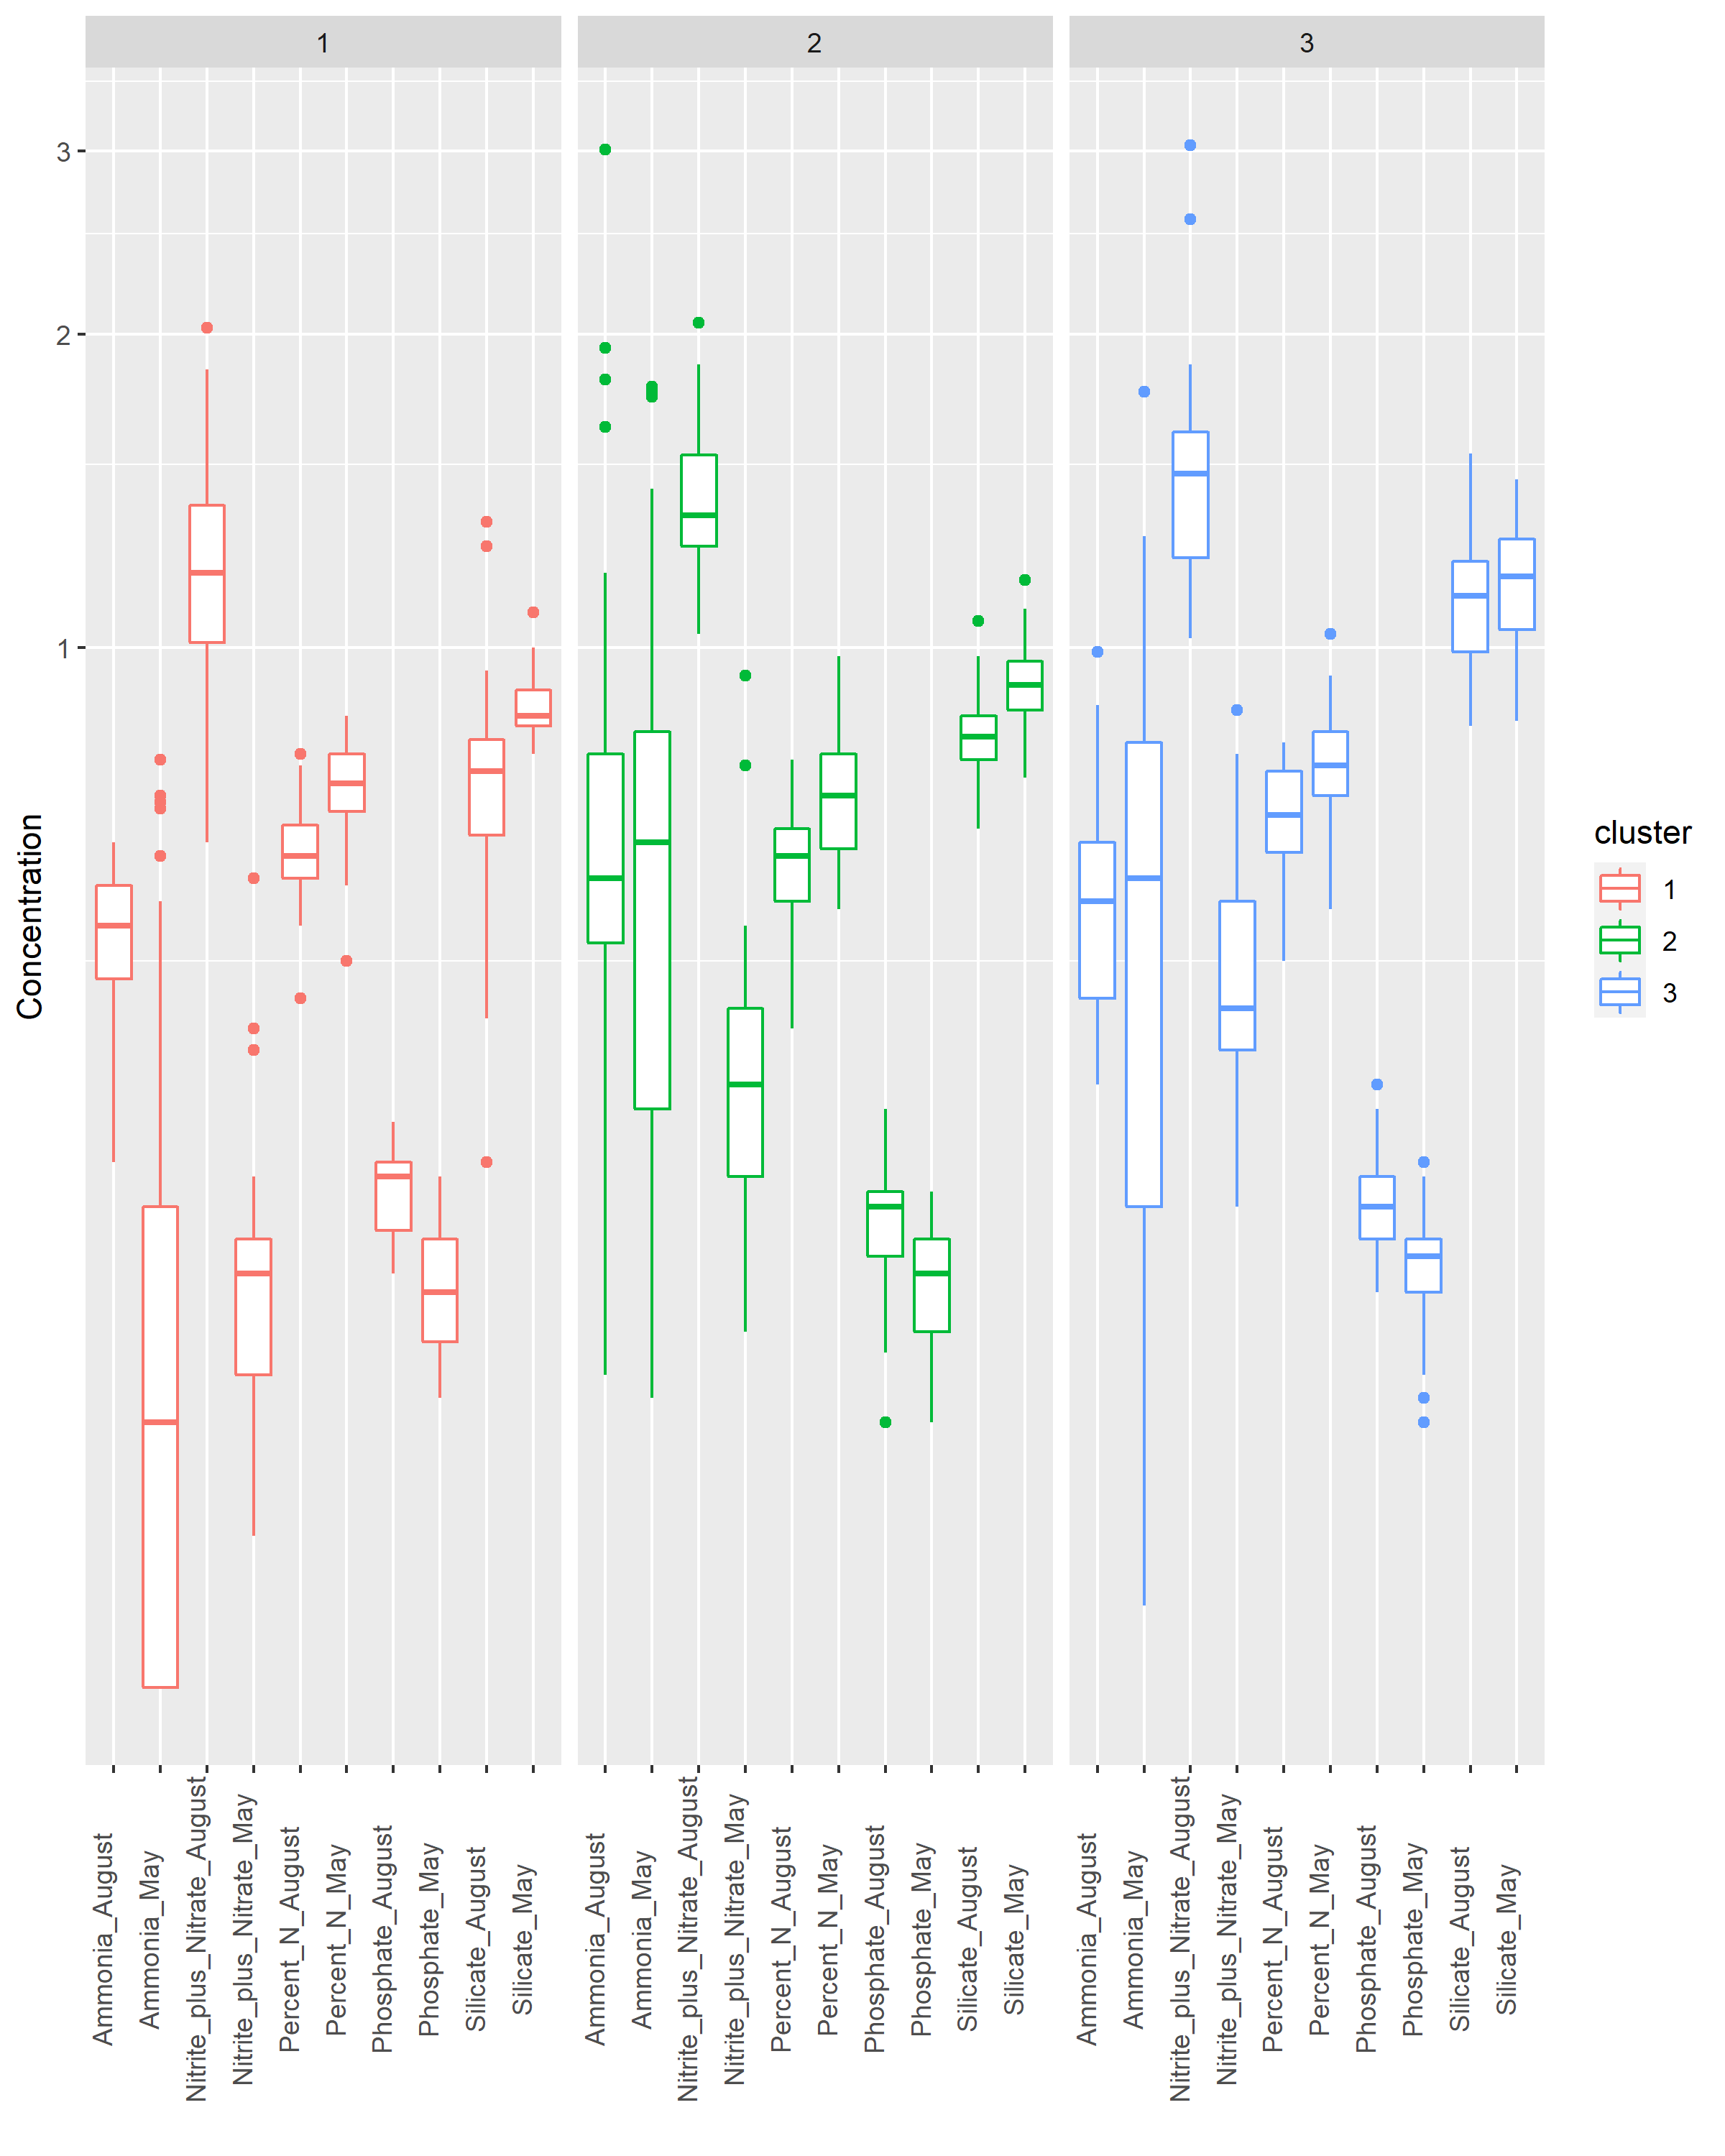 1
2
3
3
2
1
Concentration
Ammonia_August
Ammonia_May
Nitrite_plus_Nitrate_August
Nitrite_plus_Nitrate_May
Percent_N_August
Percent_N_May
Phosphate_August
Phosphate_May
Silicate_August
Silicate_May
Ammonia_August
Ammonia_May
Nitrite_plus_Nitrate_August
Nitrite_plus_Nitrate_May
Percent_N_August
Percent_N_May
Phosphate_August
Phosphate_May
Silicate_August
Silicate_May
Ammonia_August
Ammonia_May
Nitrite_plus_Nitrate_August
Nitrite_plus_Nitrate_May
Percent_N_August
Percent_N_May
Phosphate_August
Phosphate_May
Silicate_August
Silicate_May
cluster
1
2
3